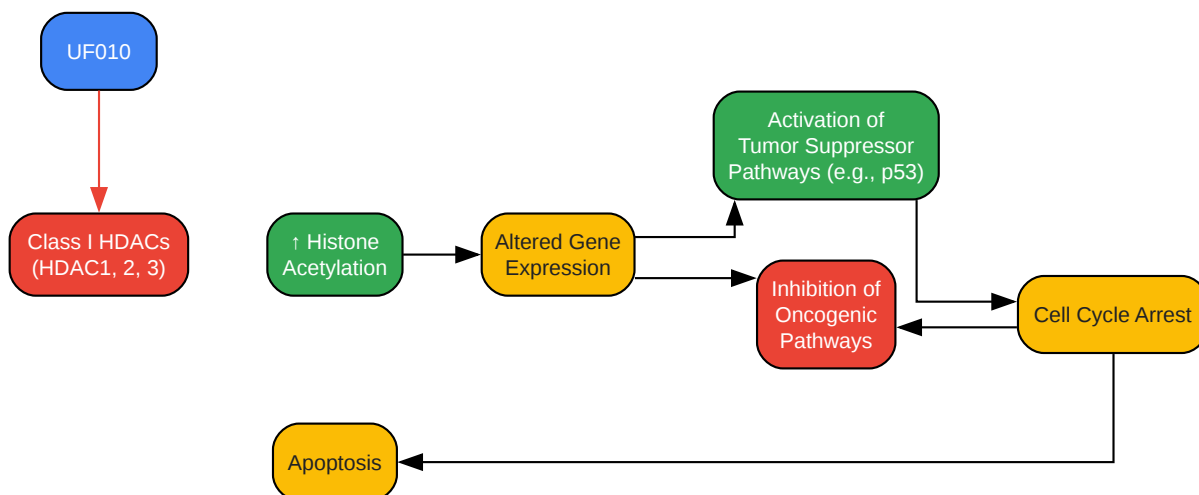 UF010
Class I HDACs
(HDAC1, 2, 3)
↑ Histone
Acetylation
Altered Gene
Expression
Activation of
Tumor Suppressor
Pathways (e.g., p53)
Inhibition of
Oncogenic
Pathways
Cell Cycle Arrest
Apoptosis